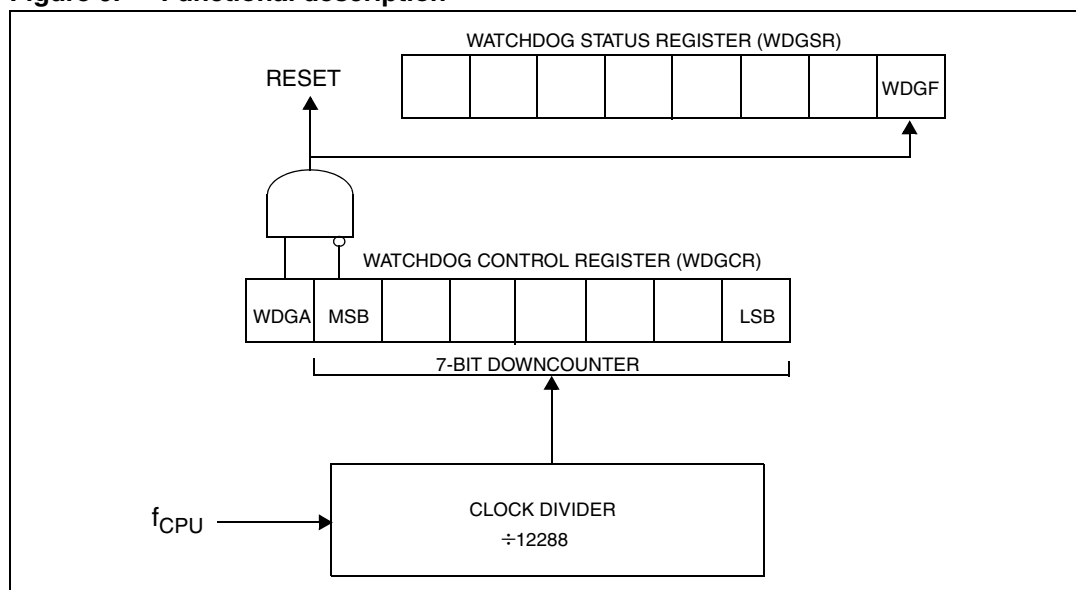 WATCHDOG STATUS REGISTER (WDGSR)
RESET
WDGF
WATCHDOG CONTROL REGISTER (WDGCR)
WDGA MSB LSB
7-BIT DOWNCOUNTER
fCPU
CLOCK DIVIDER
÷12288